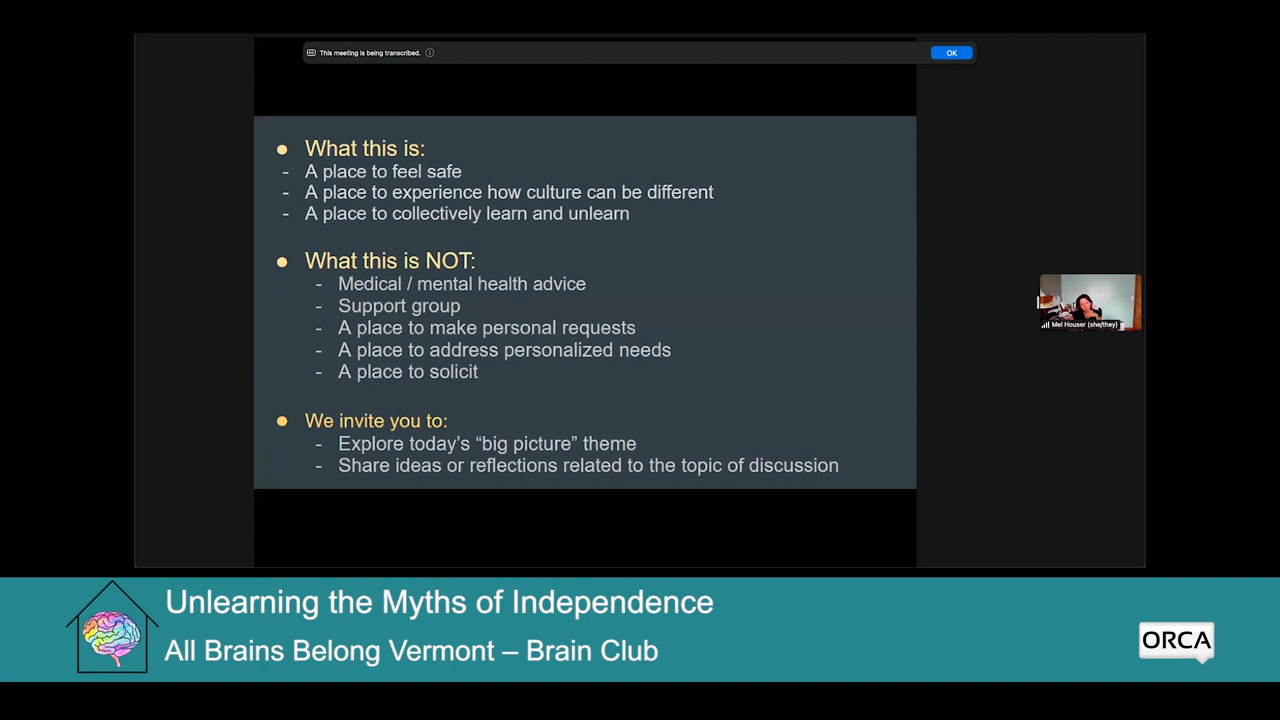 This meeting is being transcribed.
OK
● What this is:
- A place to feel safe
- A place to experience how culture can be different
- A place to collectively learn and unlearn
● What this is NOT:
- Medical / mental health advice
- Support group
- A place to make personal requests
- A place to address personalized needs
- A place to solicit
● We invite you to:
- Explore today’s “big picture” theme
- Share ideas or reflections related to the topic of discussion
Mel Houser (she/they)
Unlearning the Myths of Independence
All Brains Belong Vermont – Brain Club
ORCA